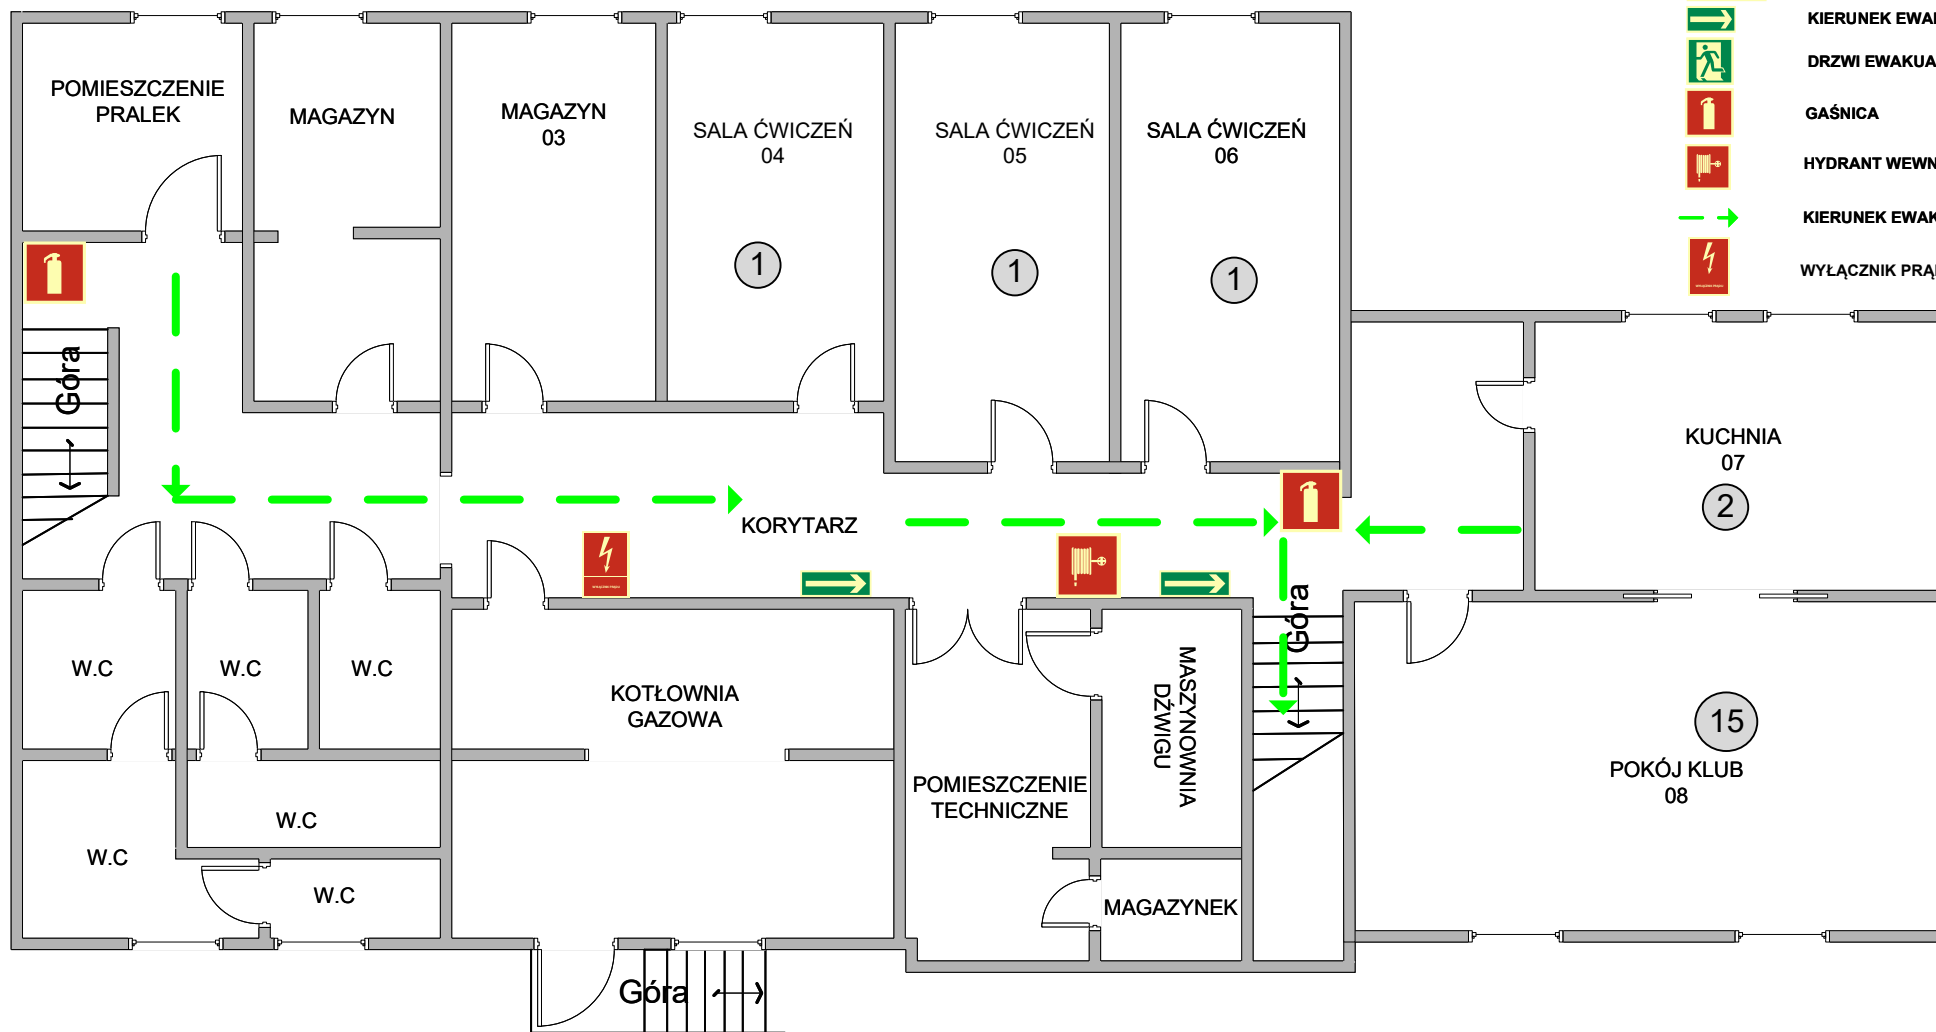 KIERUNEK EWA
DRZWI EWAKUA
GAŚNICA
HYDRANT WEWN
KIERUNEK EWAK
WYŁĄCZNIK PRĄ
POMIESZCZENIE
PRALEK
MAGAZYN
MAGAZYN
03
SALA ĆWICZEŃ
04
SALA ĆWICZEŃ
05
SALA ĆWICZEŃ
06
1
1
1
Góra
KUCHNIA
07
2
KORYTARZ
Góra
W.C
W.C
W.C
KOTŁOWNIA
GAZOWA
MASZYNOWNIA
DŹWIGU
15
POKÓJ KLUB
08
POMIESZCZENIE
TECHNICZNE
W.C
W.C
W.C
MAGAZYNEK
Góra